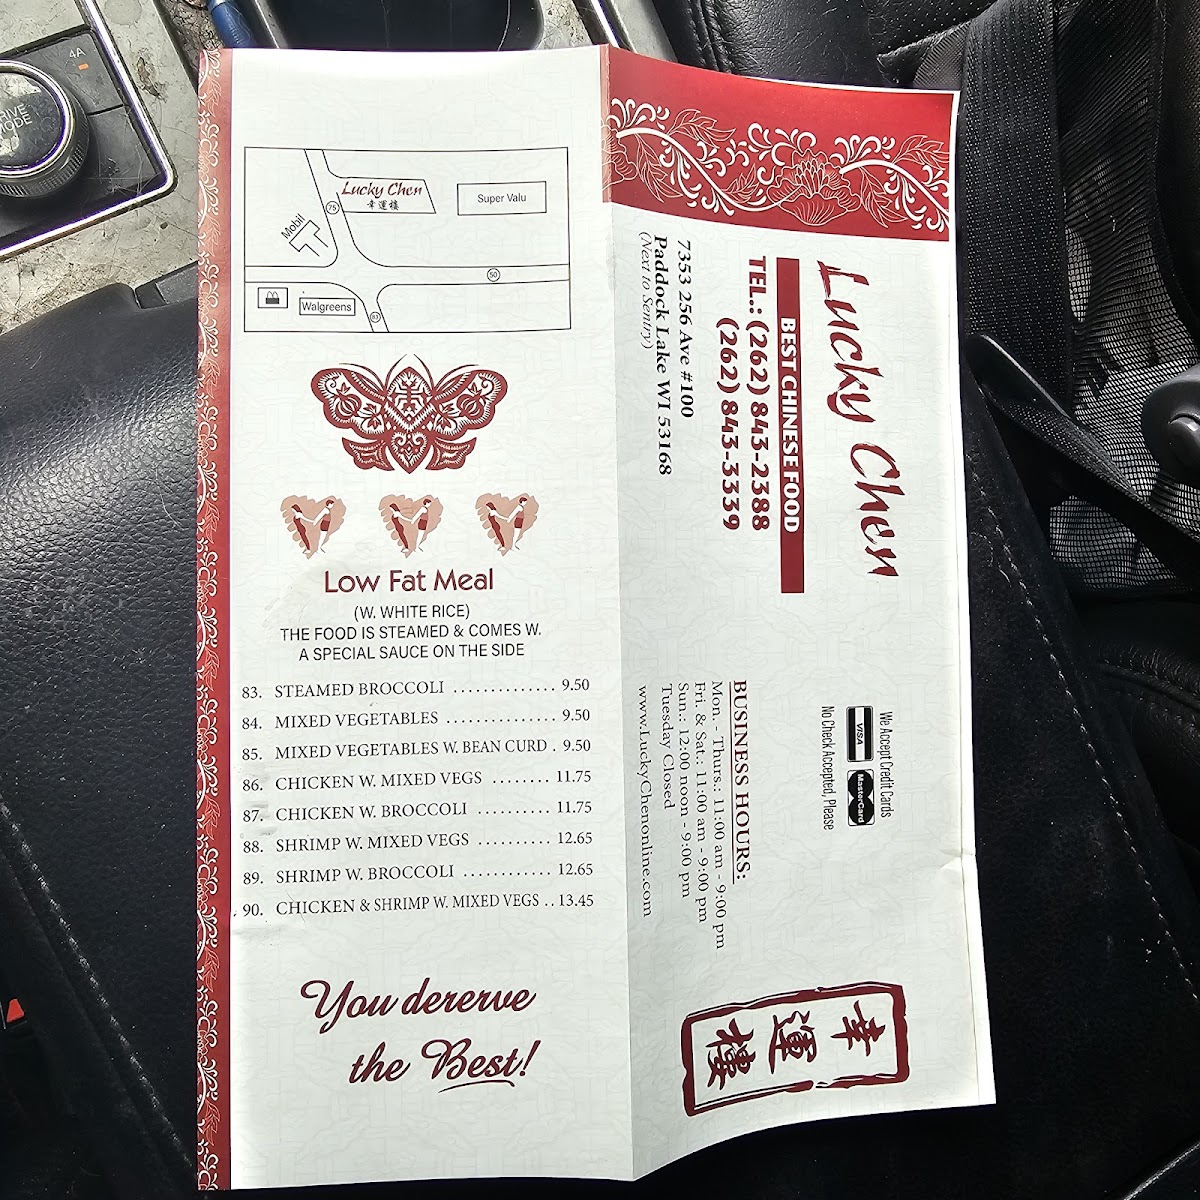 4A
DRIVE
MODE
Lucky Chen
幸運樓
Super Valu
75
Mobil
50
Walgreens
83
Low Fat Meal
(W. WHITE RICE)
THE FOOD IS STEAMED & COMES W.
A SPECIAL SAUCE ON THE SIDE
83. STEAMED BROCCOLI .............. 9.50
84. MIXED VEGETABLES ............... 9.50
85. MIXED VEGETABLES W. BEAN CURD . 9.50
86. CHICKEN W. MIXED VEGS ........ 11.75
87. CHICKEN W. BROCCOLI .......... 11.75
88. SHRIMP W. MIXED VEGS .......... 12.65
89. SHRIMP W. BROCCOLI ............ 12.65
90. CHICKEN & SHRIMP W. MIXED VEGS .. 13.45
You dererve
the Best!
Lucky Chen
BEST CHINESE FOOD
TEL.: (262) 843-2388
(262) 843-3339
7353 256 Ave #100
Paddock Lake WI 53168
(Next to Sentry)
We Accept Credit Cards
VISA
MasterCard
No Check Accepted, Please
BUSINESS HOURS:
Mon. - Thurs.: 11:00 am - 9:00 pm
Fri. & Sat.: 11:00 am - 9:00 pm
Sun.: 12:00 noon - 9:00 pm
Tuesday Closed
www.LuckyChenonline.com
幸運樓